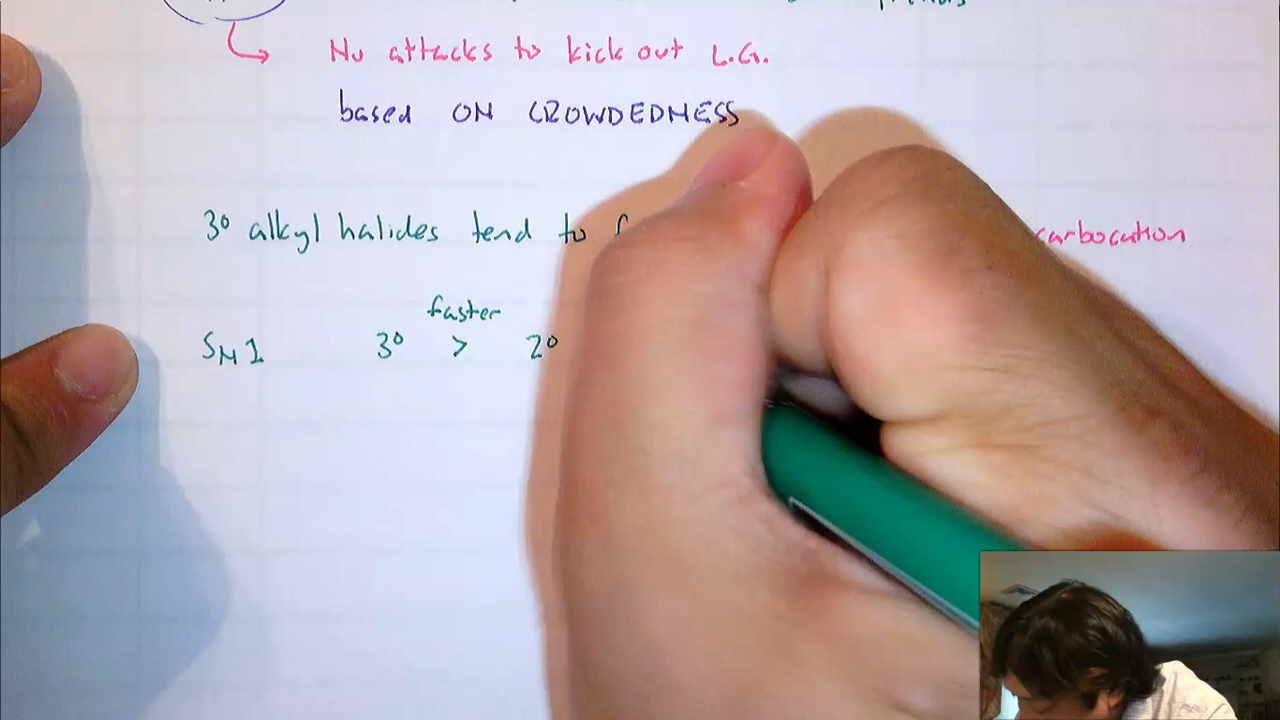 Nu attacks to kick out L.G.
based ON CROWDEDNESS
3° alkyl halides tend to carbocation
faster
SN1 3° > 2°